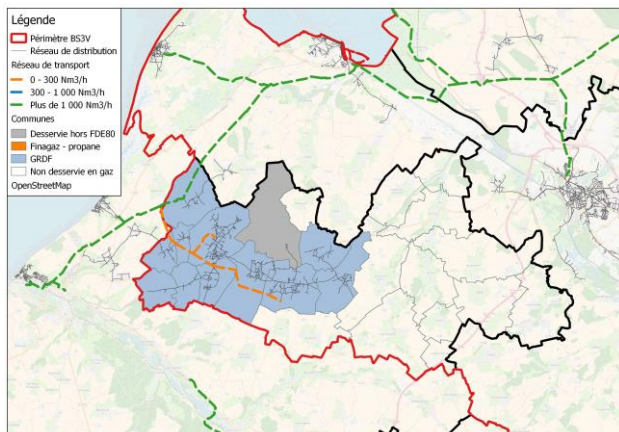 Légende
Périmètre BS3V
Réseau de distribution
Réseau de transport
0 - 300 Nm3/h
300 - 1 000 Nm3/h
Plus de 1 000 Nm3/h
Communes
Desservie hors FDE80
Finagaz - propane
GRDF
Non desservie en gaz
OpenStreetMap